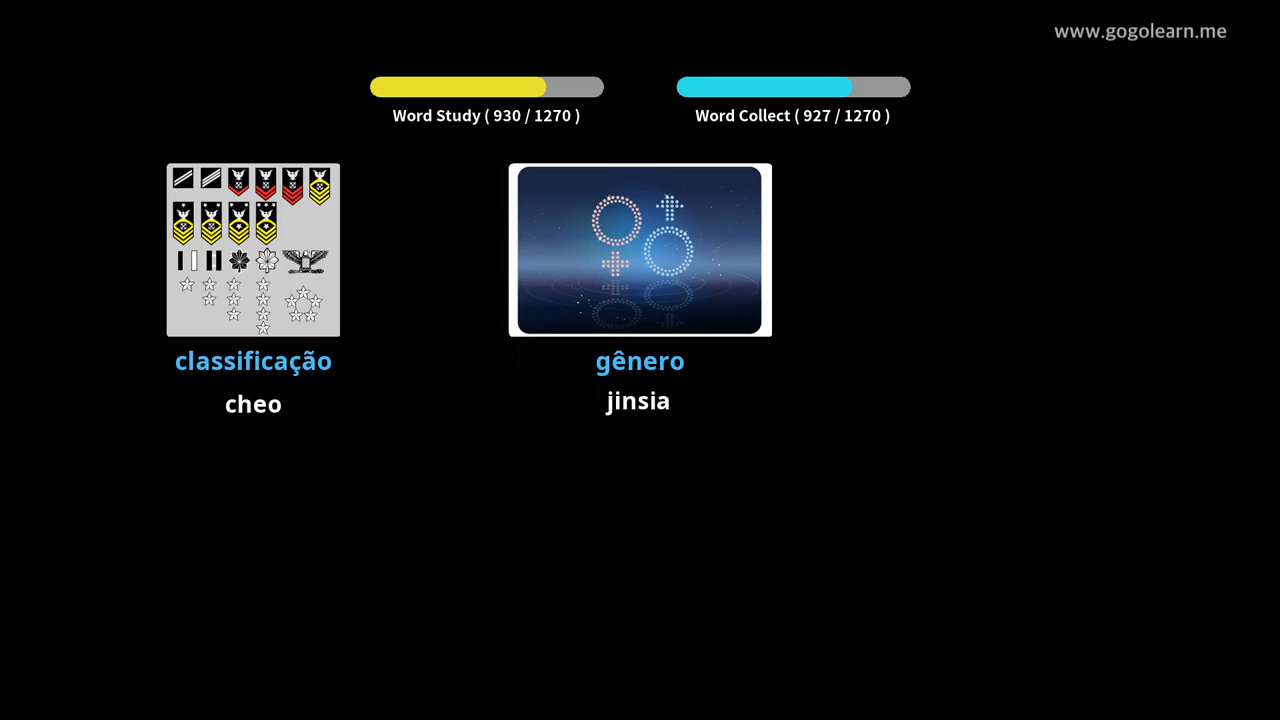 www.gogolearn.me
Word Study ( 930 / 1270 )
Word Collect ( 927 / 1270 )
classificação
gênero
cheo
jinsia